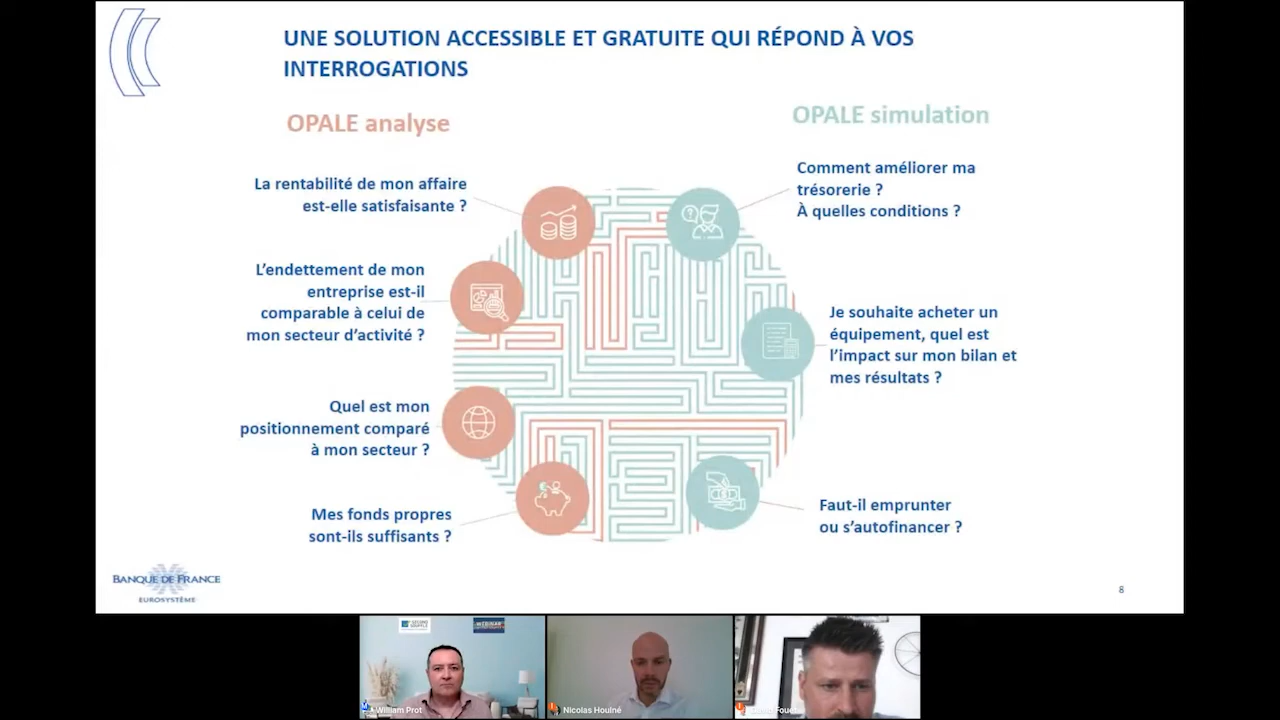 UNE SOLUTION ACCESSIBLE ET GRATUITE QUI RÉPOND À VOS
INTERROGATIONS
OPALE analyse
La rentabilité de mon affaire
est-elle satisfaisante ?
L’endettement de mon
entreprise est-il
comparable à celui de
mon secteur d’activité ?
Quel est mon
positionnement comparé
à mon secteur ?
Mes fonds propres
sont-ils suffisants ?
OPALE simulation
Comment améliorer ma
trésorerie ?
À quelles conditions ?
Je souhaite acheter un
équipement, quel est
l’impact sur mon bilan et
mes résultats ?
Faut-il emprunter
ou s’autofinancer ?
BANQUE DE FRANCE
EUROSYSTÈME
8
SECOND
SOUFFLE
WEBINAR
William Prot
Nicolas Houlné